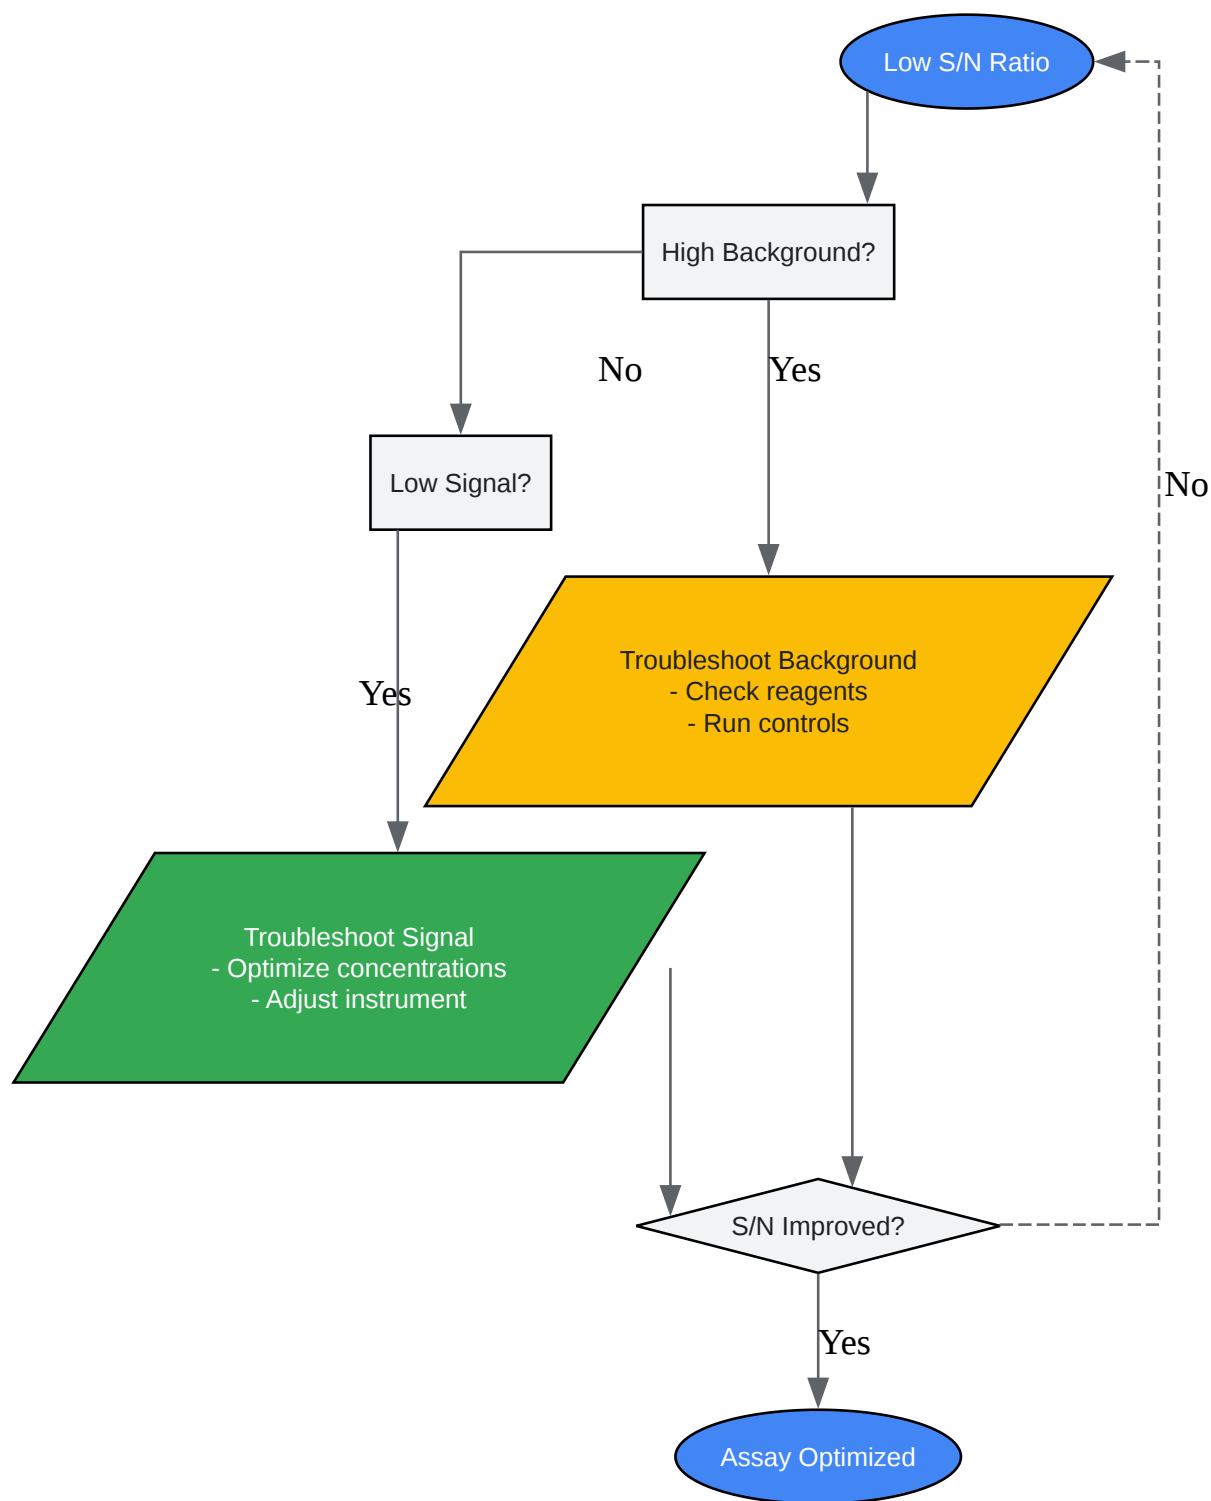 Low S/N Ratio
High Background?
No
Yes
Low Signal?
No
Troubleshoot Background
- Check reagents
- Run controls
Yes
Troubleshoot Signal
- Optimize concentrations
- Adjust instrument
S/N Improved?
Yes
Assay Optimized